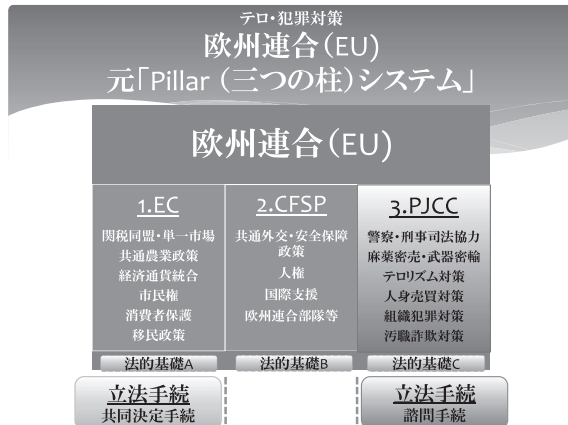 テロ・犯罪対策
欧州連合（EU）
元「Pillar（三つの柱）システム」
欧州連合（EU）
1.EC
関税同盟・単一市場
共通農業政策
経済通貨統合
市民権
消費者保護
移民政策
2.CFSP
共通外交・安全保障
政策
人権
国際支援
欧州連合部隊等
3.PJCC
警察・刑事司法協力
麻薬密売・武器密輸
テロリズム対策
人身売買対策
組織犯罪対策
汚職詐欺対策
法的基礎A
法的基礎B
法的基礎C
立法手続
共同決定手続
立法手続
諮問手続